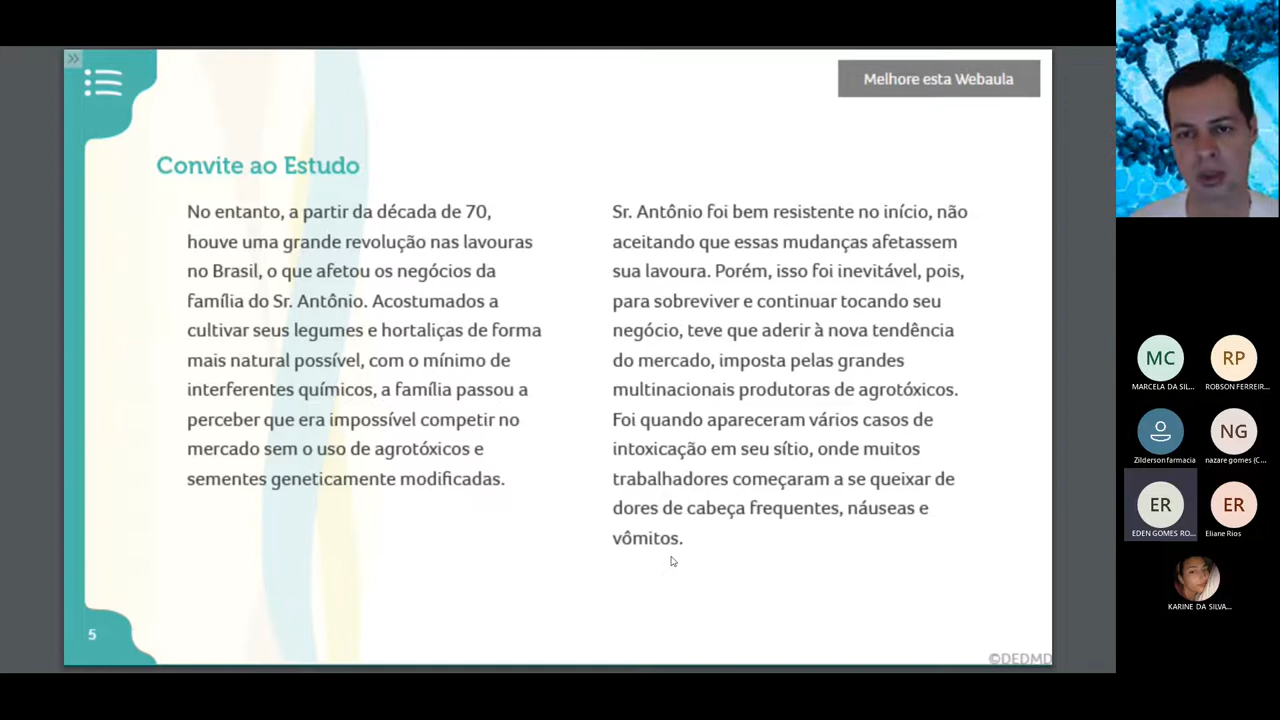 Melhore esta Webaula
Convite ao Estudo
No entanto, a partir da década de 70,
houve uma grande revolução nas lavouras
no Brasil, o que afetou os negócios da
família do Sr. Antônio. Acostumados a
cultivar seus legumes e hortaliças de forma
mais natural possível, com o mínimo de
interferentes químicos, a família passou a
perceber que era impossível competir no
mercado sem o uso de agrotóxicos e
sementes geneticamente modificadas.
Sr. Antônio foi bem resistente no início, não
aceitando que essas mudanças afetassem
sua lavoura. Porém, isso foi inevitável, pois,
para sobreviver e continuar tocando seu
negócio, teve que aderir à nova tendência
do mercado, imposta pelas grandes
multinacionais produtoras de agrotóxicos.
Foi quando apareceram vários casos de
intoxicação em seu sítio, onde muitos
trabalhadores começaram a se queixar de
dores de cabeça frequentes, náuseas e
vômitos.
5
©DEDMD
MC
MARCELA DA SIL...
RP
ROBSON FERREIR...
Zilderson farmacia
NG
nazare gomes (C...
ER
EDEN GOMES RO...
ER
Eliane Rios
KARINE DA SILVA...